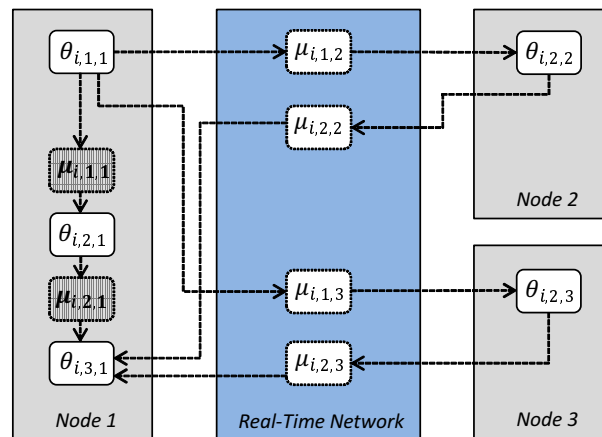 θi,1,1
μi,1,2
θi,2,2
μi,2,2
μi,1,1
Node 2
θi,2,1
μi,2,1
μi,1,3
θi,2,3
θi,3,1
μi,2,3
Node 1
Real-Time Network
Node 3